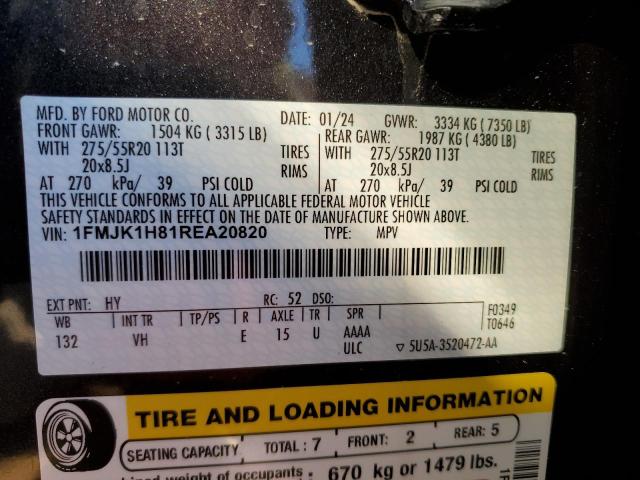 MFD. BY FORD MOTOR CO.
DATE: 01/24 GVWR: 3334 KG ( 7350 LB)
FRONT GAWR: 1504 KG ( 3315 LB)
REAR GAWR: 1987 KG ( 4380 LB)
WITH 275/55R20 113T TIRES
WITH 275/55R20 113T TIRES
20x8.5J RIMS
20x8.5J RIMS
AT 270 kPa/ 39 PSI COLD
AT 270 kPa/ 39 PSI COLD
THIS VEHICLE CONFORMS TO ALL APPLICABLE FEDERAL MOTOR VEHICLE
SAFETY STANDARDS IN EFFECT ON THE DATE OF MANUFACTURE SHOWN ABOVE.
VIN: 1FMJK1H81REA20820 TYPE: MPV
EXT PNT: HY RC: 52 DSO: F0349
WB INT TR TP/PS R AXLE TR SPR T0646
132 VH E 15 U AAAA
ULC ▽ 5U5A-3520472-AA
TIRE AND LOADING INFORMATION
SEATING CAPACITY TOTAL : 7 FRONT: 2 REAR: 5
weight of occupants 670 kg or 1479 lbs.